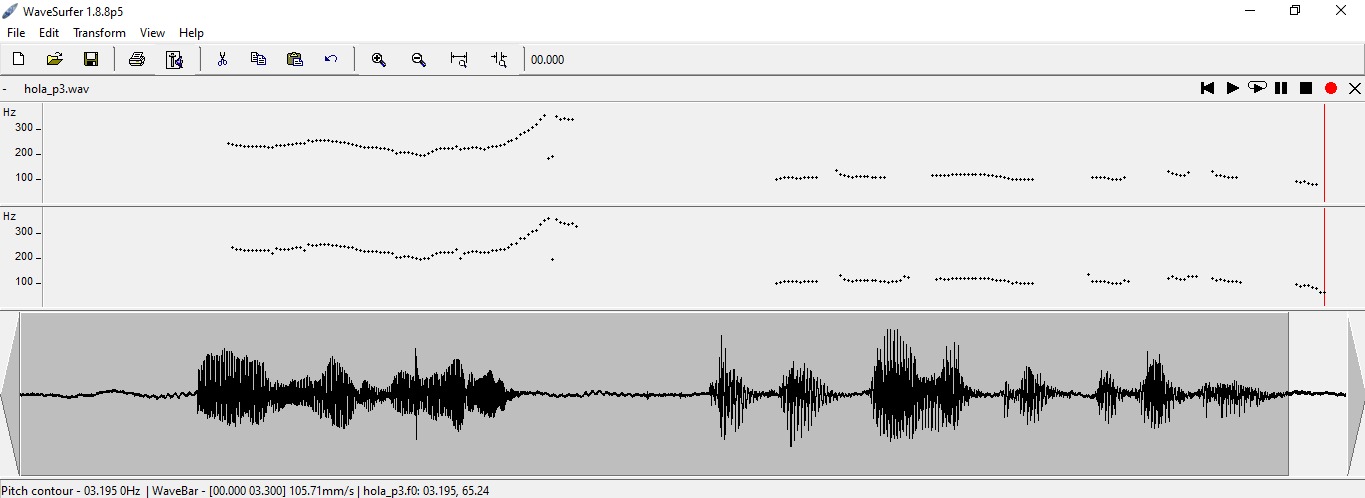 WaveSurfer 1.8.8p5
File Edit Transform View Help
00.000
- hola_p3.wav
Hz
300
200
100
Hz
300
200
100
Pitch contour - 03.195 0Hz | WaveBar - [00.000 03.300] 105.71mm/s | hola_p3.f0: 03.195, 65.24